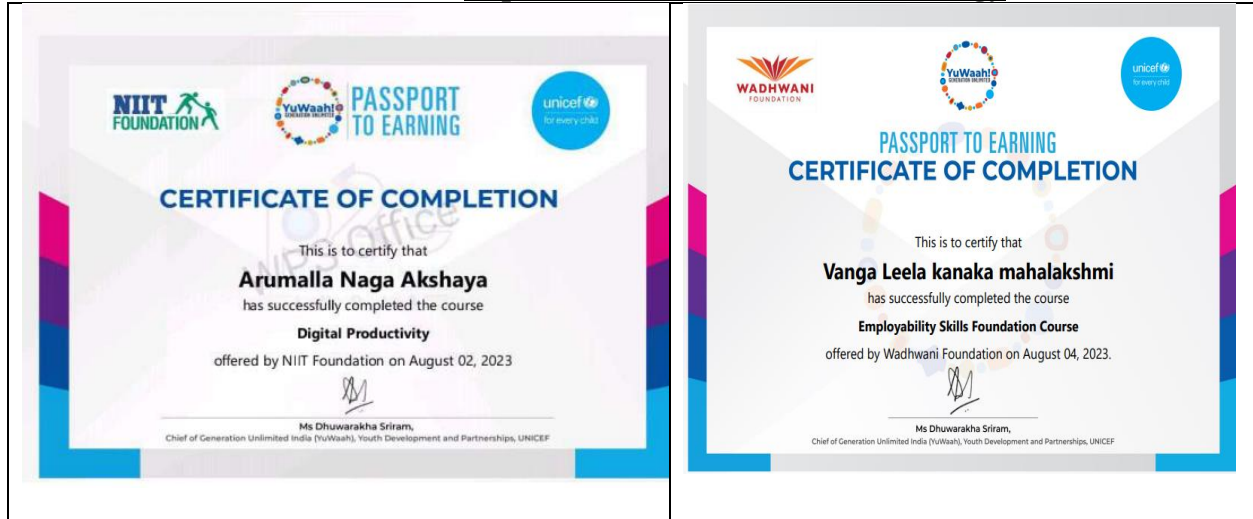 NIIT
FOUNDATION
YuWaah!
GENERATION UNLIMITED
PASSPORT
TO EARNING
unicef
for every child
CERTIFICATE OF COMPLETION
WPS Office
This is to certify that
Arumalla Naga Akshaya
has successfully completed the course
Digital Productivity
offered by NIIT Foundation on August 02, 2023
Ms Dhuwarakha Sriram,
Chief of Generation Unlimited India (YuWaah), Youth Development and Partnerships, UNICEF
WADHWANI
FOUNDATION
YuWaah!
GENERATION UNLIMITED
unicef
for every child
PASSPORT TO EARNING
CERTIFICATE OF COMPLETION
This is to certify that
Vanga Leela kanaka mahalakshmi
has successfully completed the course
Employability Skills Foundation Course
offered by Wadhwani Foundation on August 04, 2023.
Ms Dhuwarakha Sriram,
Chief of Generation Unlimited India (YuWaah), Youth Development and Partnerships, UNICEF